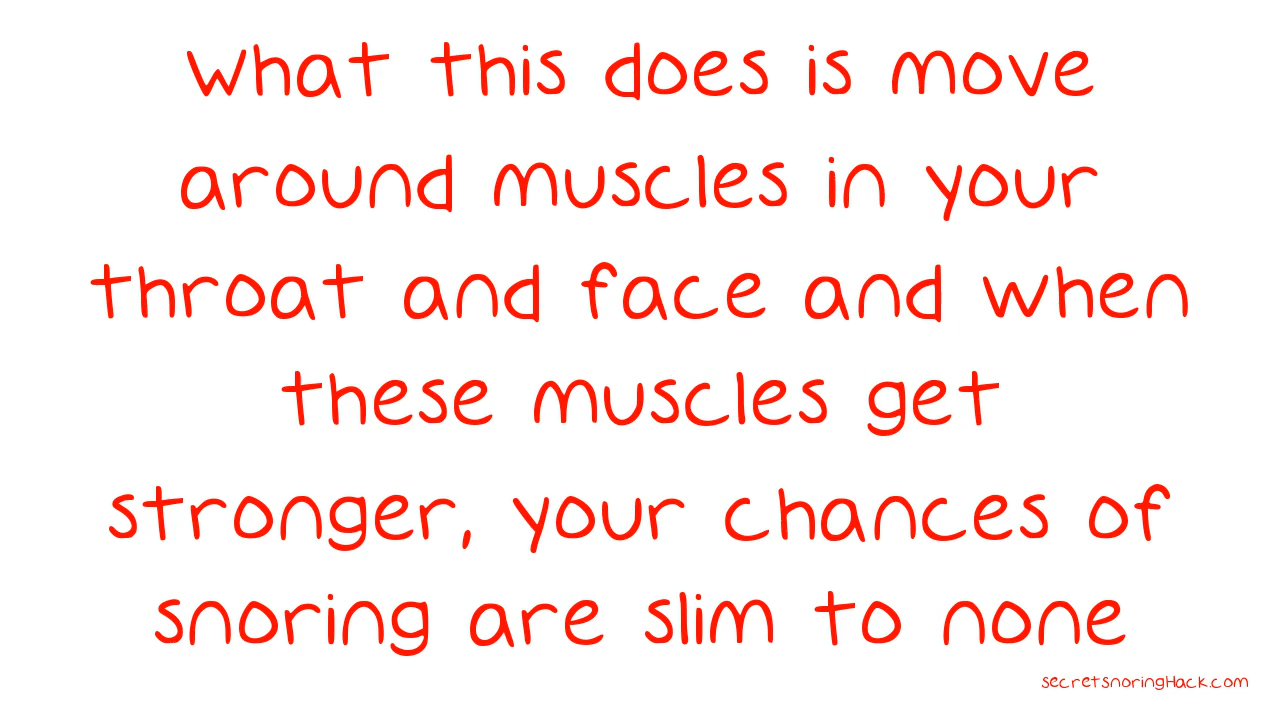 What this does is move
around muscles in your
throat and face and when
these muscles get
stronger, your chances of
snoring are slim to none
secretsnoringHack.com